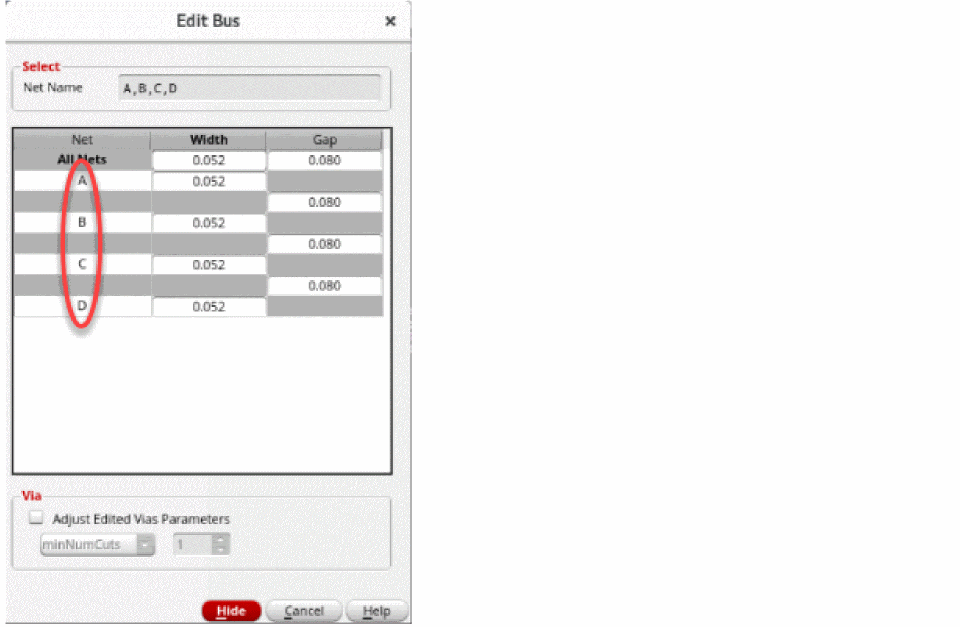 Edit Bus ×
Select
Net Name A,B,C,D
Net Width Gap
All Nets 0.052 0.080
A 0.052
0.080
B 0.052
0.080
C 0.052
0.080
D 0.052
Via
Adjust Edited Vias Parameters
minNumCuts 1
Hide Cancel Help